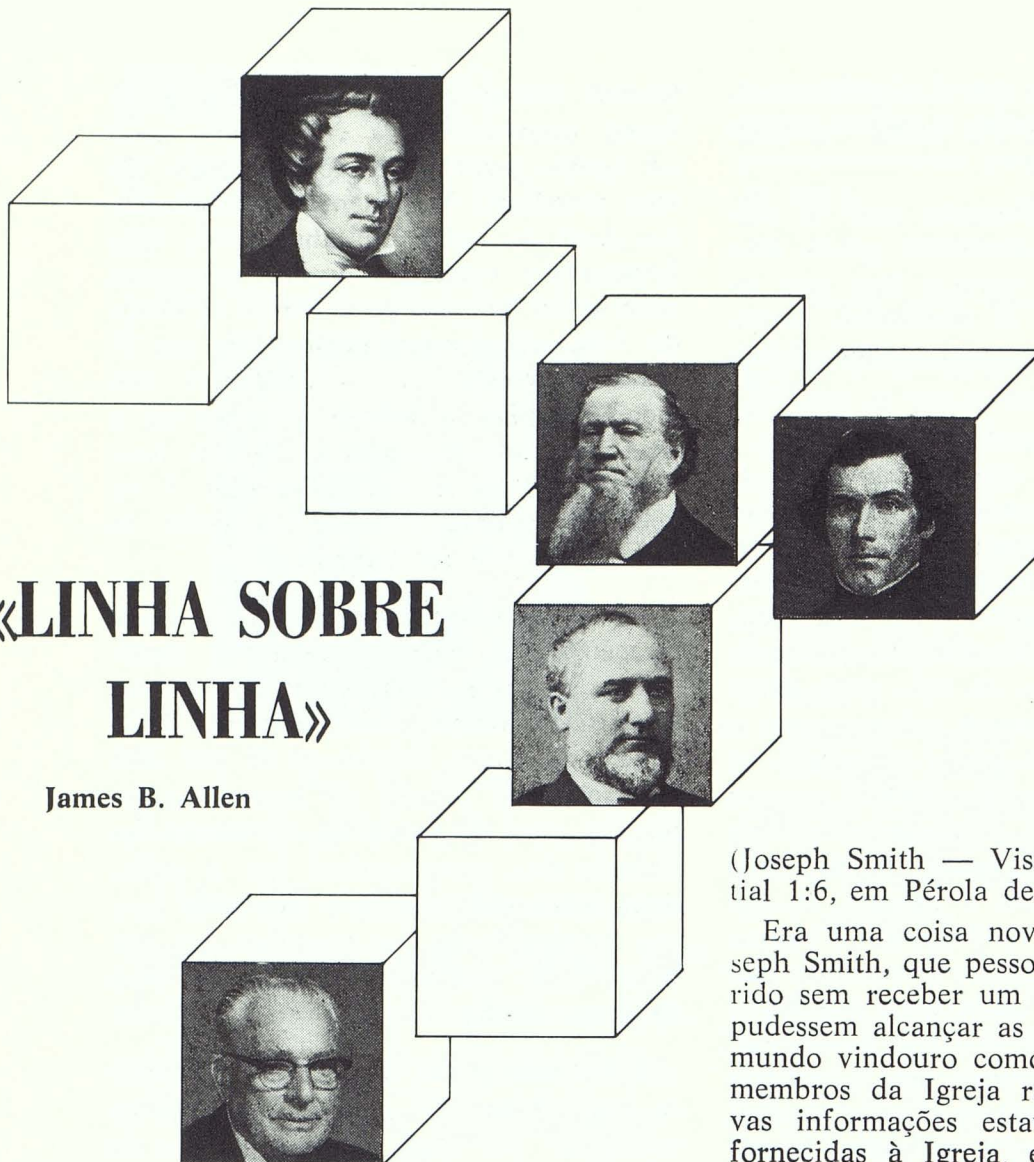 «LINHA SOBRE
LINHA»
James B. Allen
(Joseph Smith — Vis
tial 1:6, em Pérola de
Era uma coisa nov
seph Smith, que pesso
rido sem receber um
pudessem alcançar as
mundo vindouro como
membros da Igreja r
vas informações esta
fornecidas à Igreja e